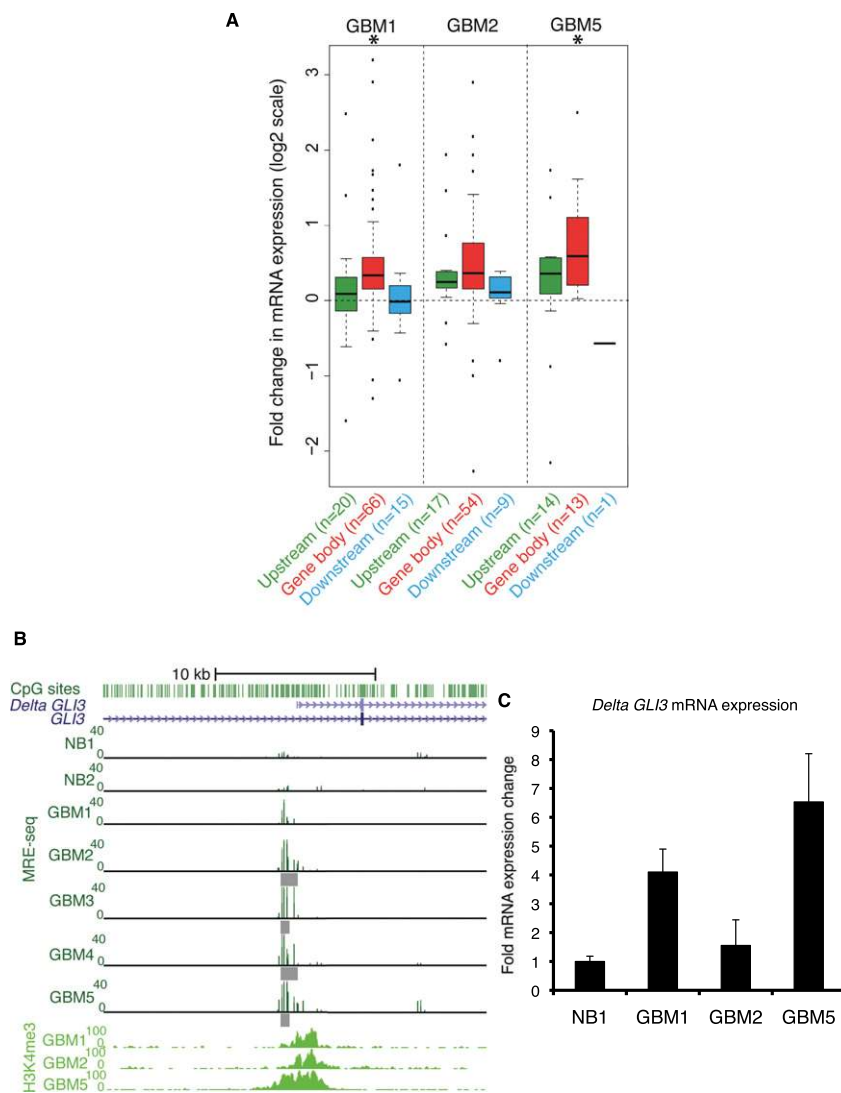 A
GBM1 GBM2 GBM5
* *
Fold change in mRNA expression (log2 scale)
3
2
1
0
−1
−2
Upstream (n=20)
Gene body (n=66)
Downstream (n=15)
Upstream (n=17)
Gene body (n=54)
Downstream (n=9)
Upstream (n=14)
Gene body (n=13)
Downstream (n=1)
B
10 kb
CpG sites
Delta GLI3
GLI3
MRE-seq
NB1 40 0
NB2 40 0
GBM1 40 0
GBM2 40 0
GBM3 40 0
GBM4 40 0
GBM5 40 0
H3K4me3
GBM1 100 0
GBM2 100 0
GBM5 100 0
C
Delta GLI3 mRNA expression
Fold mRNA expression change
9
8
7
6
5
4
3
2
1
0
NB1 GBM1 GBM2 GBM5